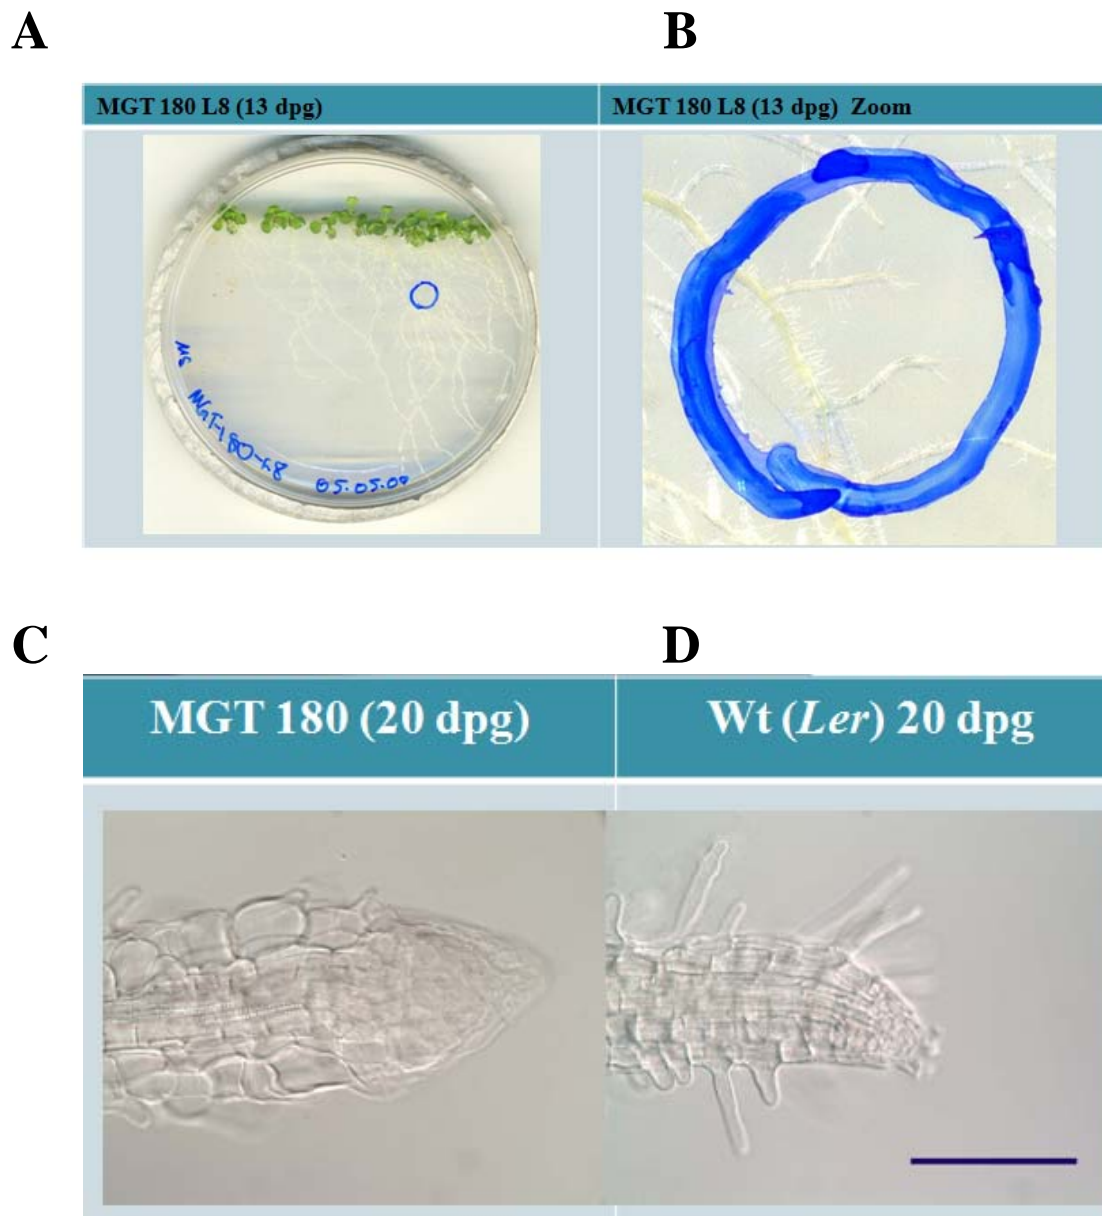 A
B
MGT 180 L8 (13 dpg)
MGT 180 L8 (13 dpg) Zoom
MS
MGT-180-L8
05.05.09
C
D
MGT 180 (20 dpg)
Wt (Ler) 20 dpg